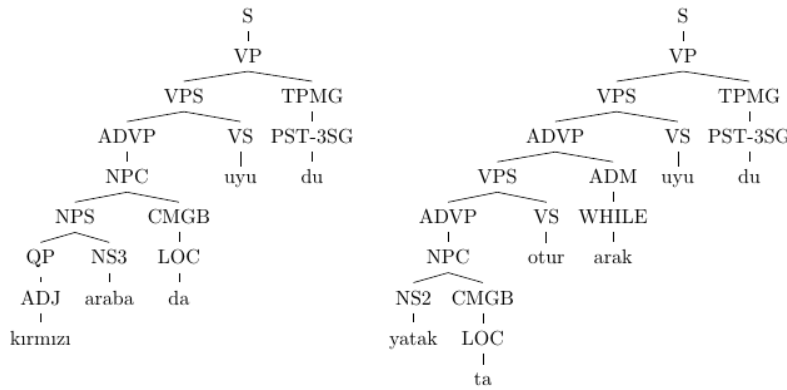 S S
VP VP
VPS TPMG VPS TPMG
ADVP VS PST-3SG ADVP VS PST-3SG
NPC uyu du VPS ADM uyu du
NPS CMGB ADVP VS WHILE
QP NS3 LOC NPC otur arak
ADJ araba da NS2 CMGB
kırmızı yatak LOC
ta